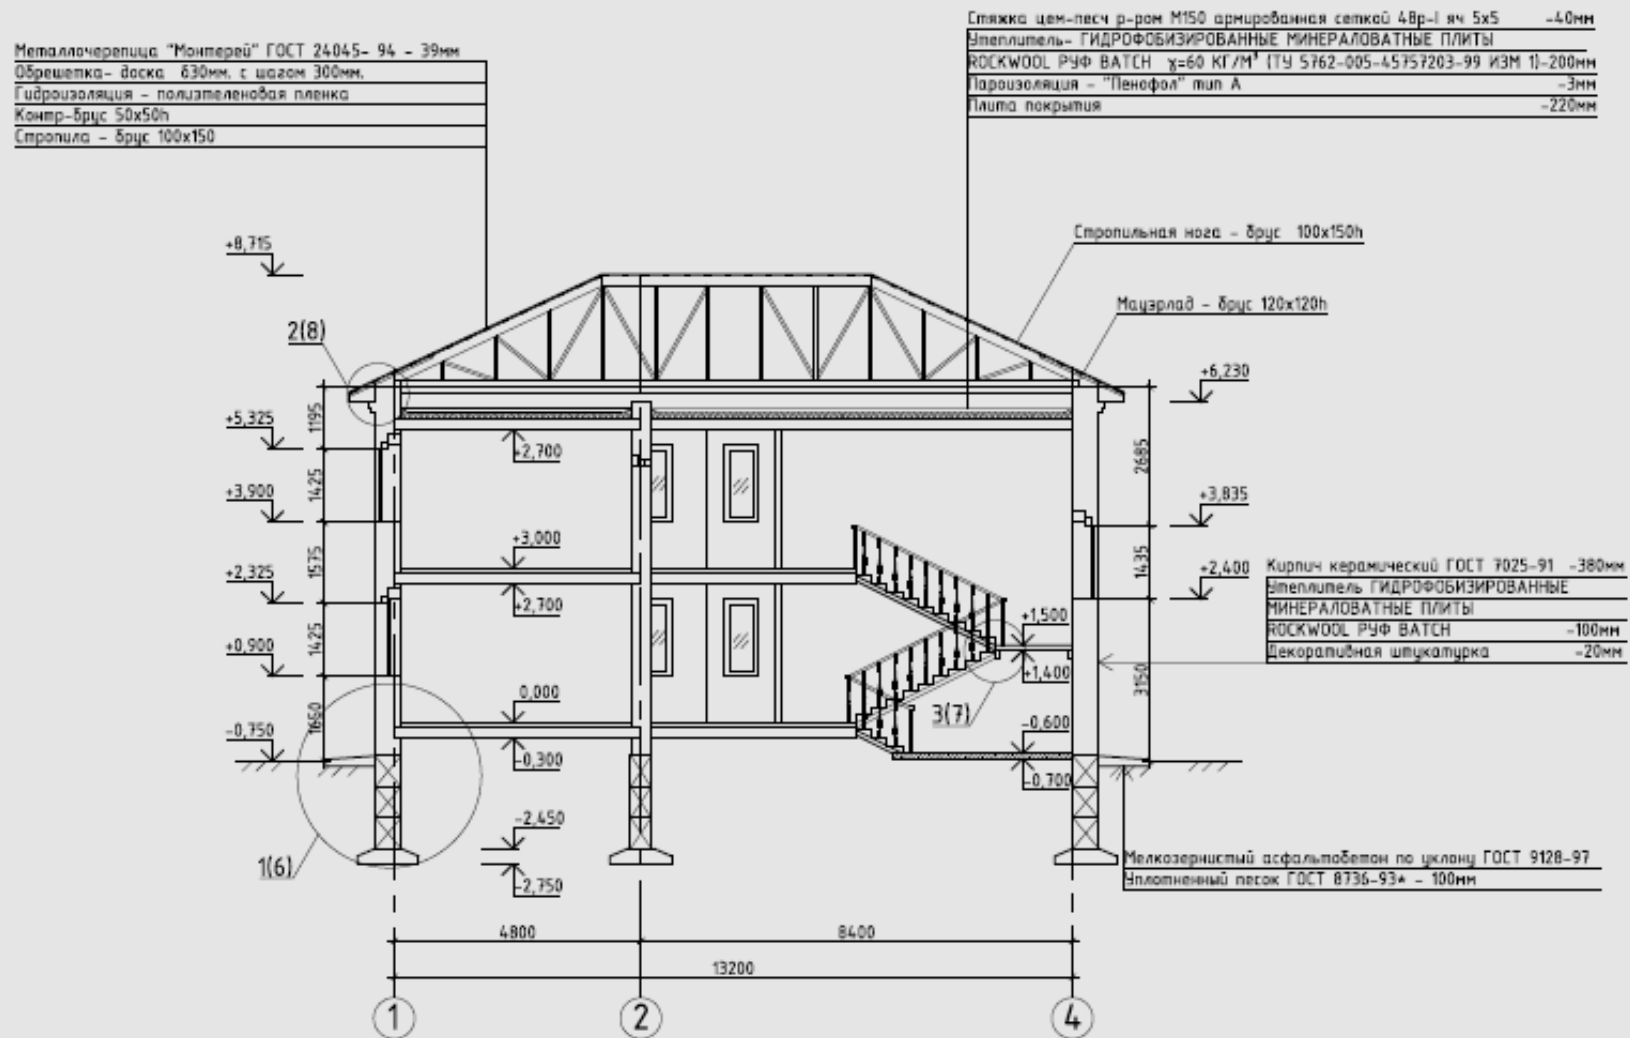 Металлочерепица "Монтерей" ГОСТ 24045- 94 - 39мм
Обрешетка- доска б30мм. с шагом 300мм.
Гидроизоляция - полиэтеленовая пленка
Контр-брус 50x50h
Стропила - брус 100x150
Стяжка цем-песч р-ром М150 армированная сеткой 4Вр-I яч 5x5 -40мм
Утеплитель- ГИДРОФОБИЗИРОВАННЫЕ МИНЕРАЛОВАТНЫЕ ПЛИТЫ
ROCKWOOL РУФ BATCH γ=60 КГ/М³ (ТУ 5762-005-45757203-99 ИЗМ 1)-200мм
Пароизоляция - "Пенофол" тип А -3мм
Плита покрытия -220мм
Стропильная нога - брус 100x150h
Мауэрлад - брус 120x120h
+8,715
2(8)
+6,230
+5,325
1195
+2,700
2685
+3,900
1425
+3,835
+3,000
+2,325
1575
+2,700
1435
+2,400
Кирпич керамический ГОСТ 7025-91 -380мм
Утеплитель ГИДРОФОБИЗИРОВАННЫЕ
МИНЕРАЛОВАТНЫЕ ПЛИТЫ
ROCKWOOL РУФ BATCH -100мм
Декоративная штукатурка -20мм
+0,900
1425
+1,500
+1,400
3150
0,000
3(7)
-0,750
1660
-0,300
-0,600
-0,700
-2,450
-2,750
1(6)
Мелкозернистый асфальтобетон по уклону ГОСТ 9128-97
Уплотненный песок ГОСТ 8736-93* - 100мм
4800
8400
13200
1
2
4